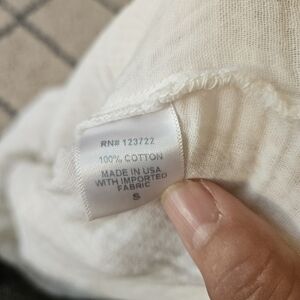 RN# 123722
100% COTTON
MADE IN USA
WITH IMPORTED
FABRIC
S